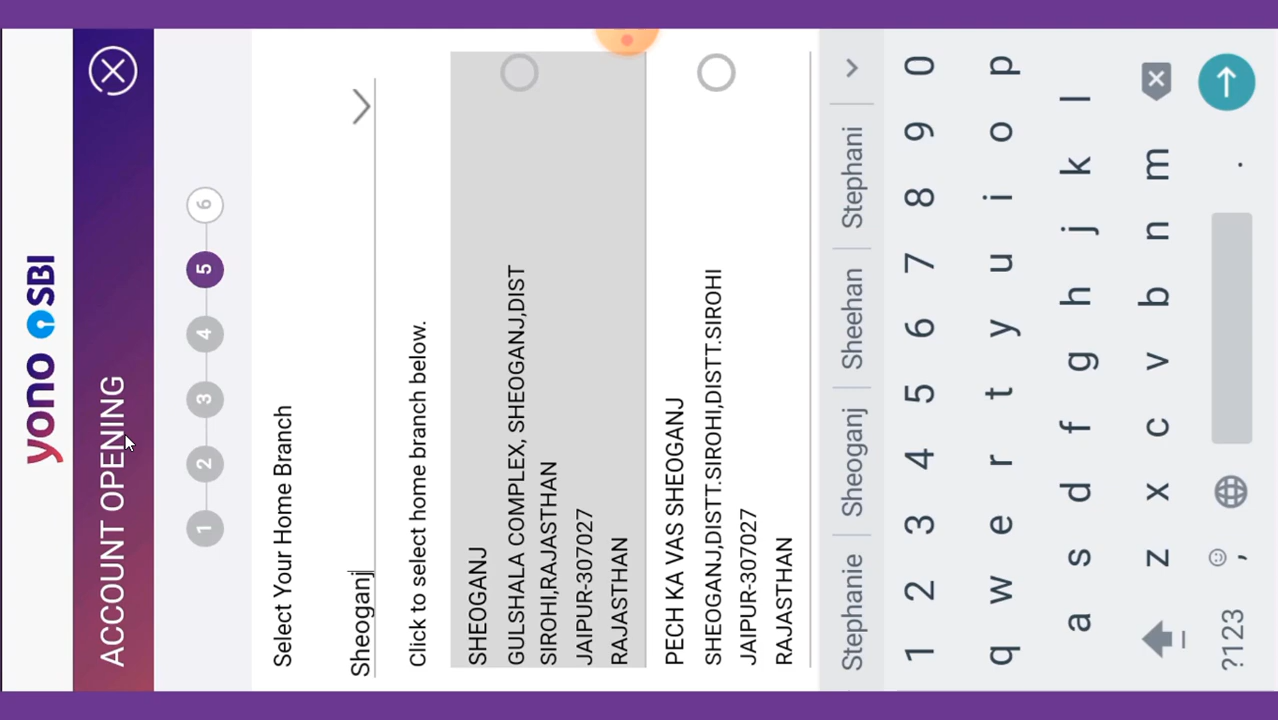 yono SBI
ACCOUNT OPENING
1 2 3 4 5 6
Select Your Home Branch
Sheoganj
Click to select home branch below.
SHEOGANJ
GULSHALA COMPLEX, SHEOGANJ,DIST
SIROHI,RAJASTHAN
JAIPUR-307027
RAJASTHAN
PECH KA VAS SHEOGANJ
SHEOGANJ,DISTT.SIROHI,DISTT.SIROHI
JAIPUR-307027
RAJASTHAN
Stephanie Sheoganj Sheehan Stephani
1 2 3 4 5 6 7 8 9 0
q w e r t y u i o p
a s d f g h j k l
z x c v b n m
?123 , .